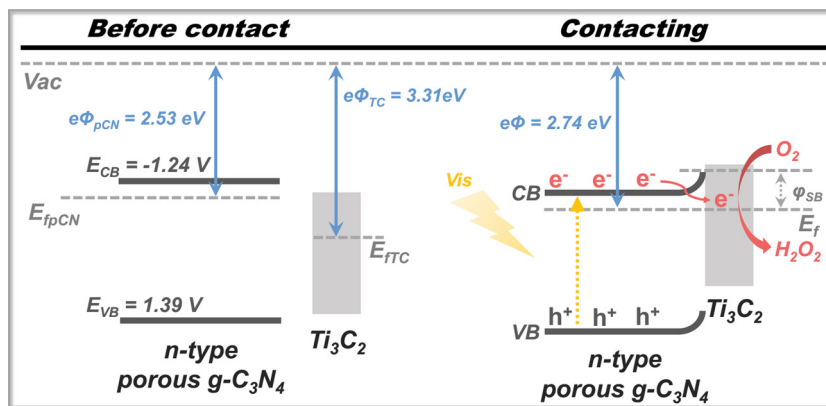 Before contact
Contacting
Vac
eΦpCN = 2.53 eV
eΦTC = 3.31eV
ECB = -1.24 V
EfpCN
EfTC
EVB = 1.39 V
Ti3C2
n-type
porous g-C3N4
eΦ = 2.74 eV
O2
Vis
e- e- e-
CB
e-
φSB
Ef
H2O2
h+ h+ h+
VB
Ti3C2
n-type
porous g-C3N4